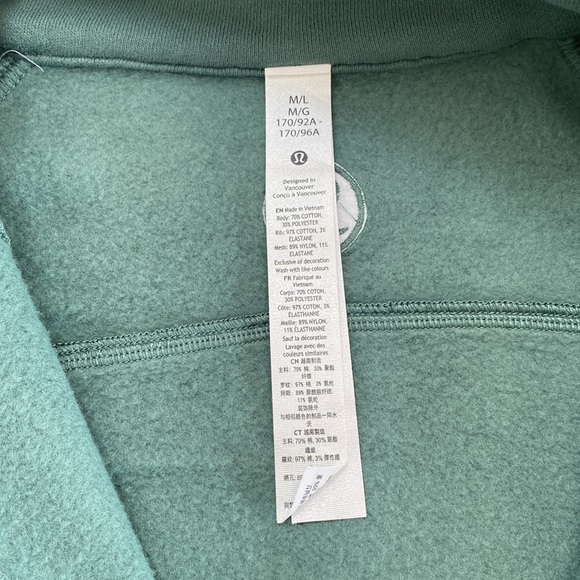 M/L
M/G
170/92A -
170/96A
Designed in
Vancouver
Conçu à Vancouver
EN Made in Vietnam
Body: 70% COTTON,
30% POLYESTER
Rib: 97% COTTON, 3%
ELASTANE
Mesh: 89% NYLON, 11%
ELASTANE
Exclusive of decoration
Wash with like colours
FR Fabriqué au
Vietnam
Corps: 70% COTON,
30% POLYESTER
Côte: 97% COTON, 3%
ÉLASTHANNE
Maille: 89% NYLON,
11% ÉLASTHANNE
Sauf la décoration
Lavage avec des
couleurs similaires
CN 越南制造
主料: 70% 棉, 30% 聚酯
纤维
罗纹: 97% 棉, 3% 氨纶
网眼: 89% 聚酰胺纤维,
11% 氨纶
装饰除外
与相似颜色的制品一同水
洗
CT 越南製造
主料: 70% 棉, 30% 聚酯
纖維
羅紋: 97% 棉, 3% 彈性纖
網孔: 89